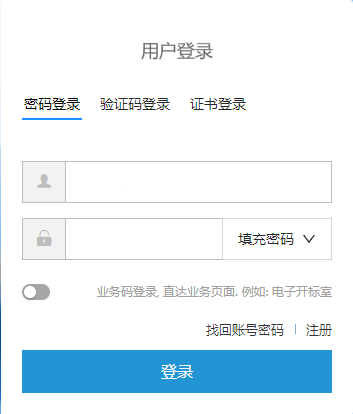 用户登录
密码登录 验证码登录 证书登录
填充密码
业务码登录, 直达业务页面. 例如: 电子开标室
找回账号密码 | 注册
登录